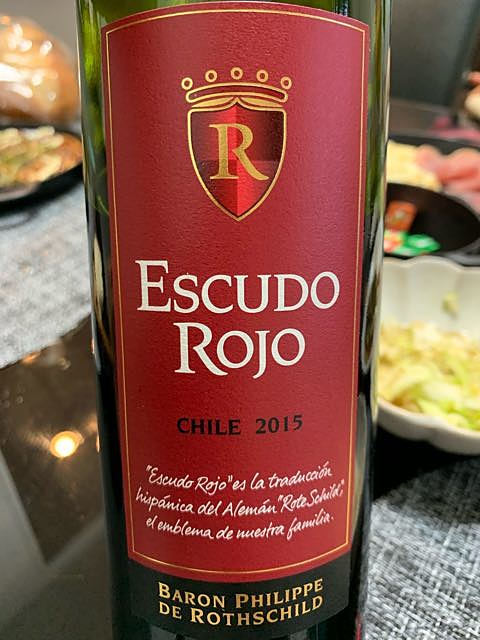 R
ESCUDO
ROJO
CHILE 2015
"Escudo Rojo" es la traducción
hispánica del Alemán "Rote Schild,"
el emblema de nuestra familia.
BARON PHILIPPE
DE ROTHSCHILD